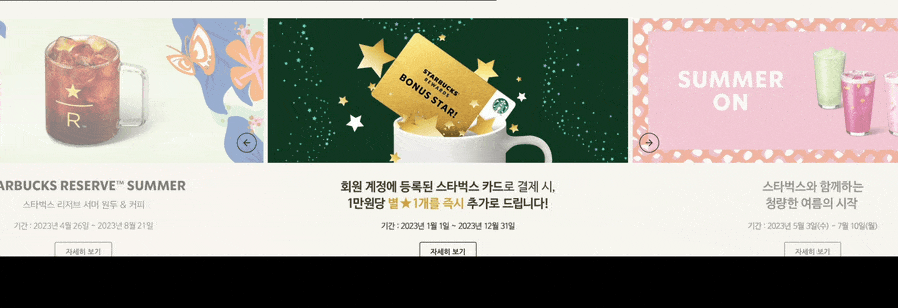 R
ARBUCKS RESERVE™ SUMMER
스타벅스 리저브 서머 원두 & 커피
기간 : 2023년 4월 26일 ~ 2023년 8월 21일
자세히 보기
STARBUCKS
REWARDS
BONUS STAR!
회원 계정에 등록된 스타벅스 카드로 결제 시,
1만원당 별★1개를 즉시 추가로 드립니다!
기간 : 2023년 1월 1일 ~ 2023년 12월 31일
자세히 보기
SUMMER
ON
스타벅스와 함께하는
청량한 여름의 시작
기간 : 2023년 5월 3일(수) ~ 7월 10일(월)
자세히 보기